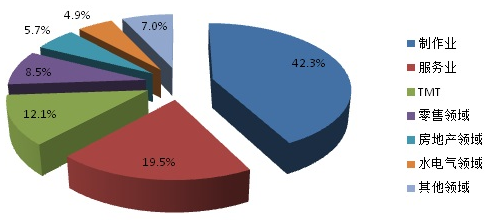 4.9%
7.0%
5.7%
42.3%
8.5%
12.1%
19.5%
制作业
服务业
TMT
零售领域
房地产领域
水电气领域
其他领域